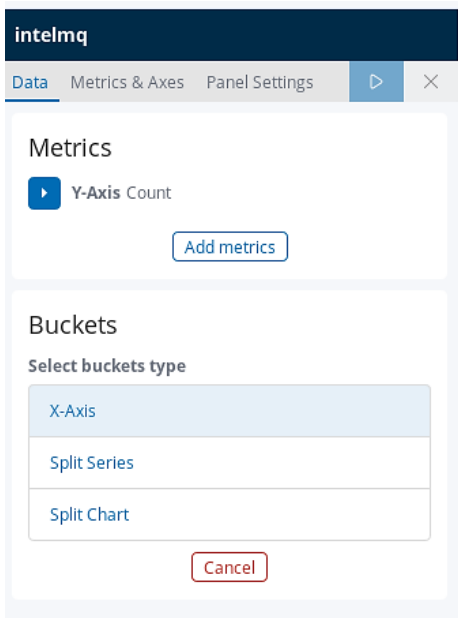 intelmq
Data Metrics & Axes Panel Settings
Metrics
Y-Axis Count
Add metrics
Buckets
Select buckets type
X-Axis
Split Series
Split Chart
Cancel